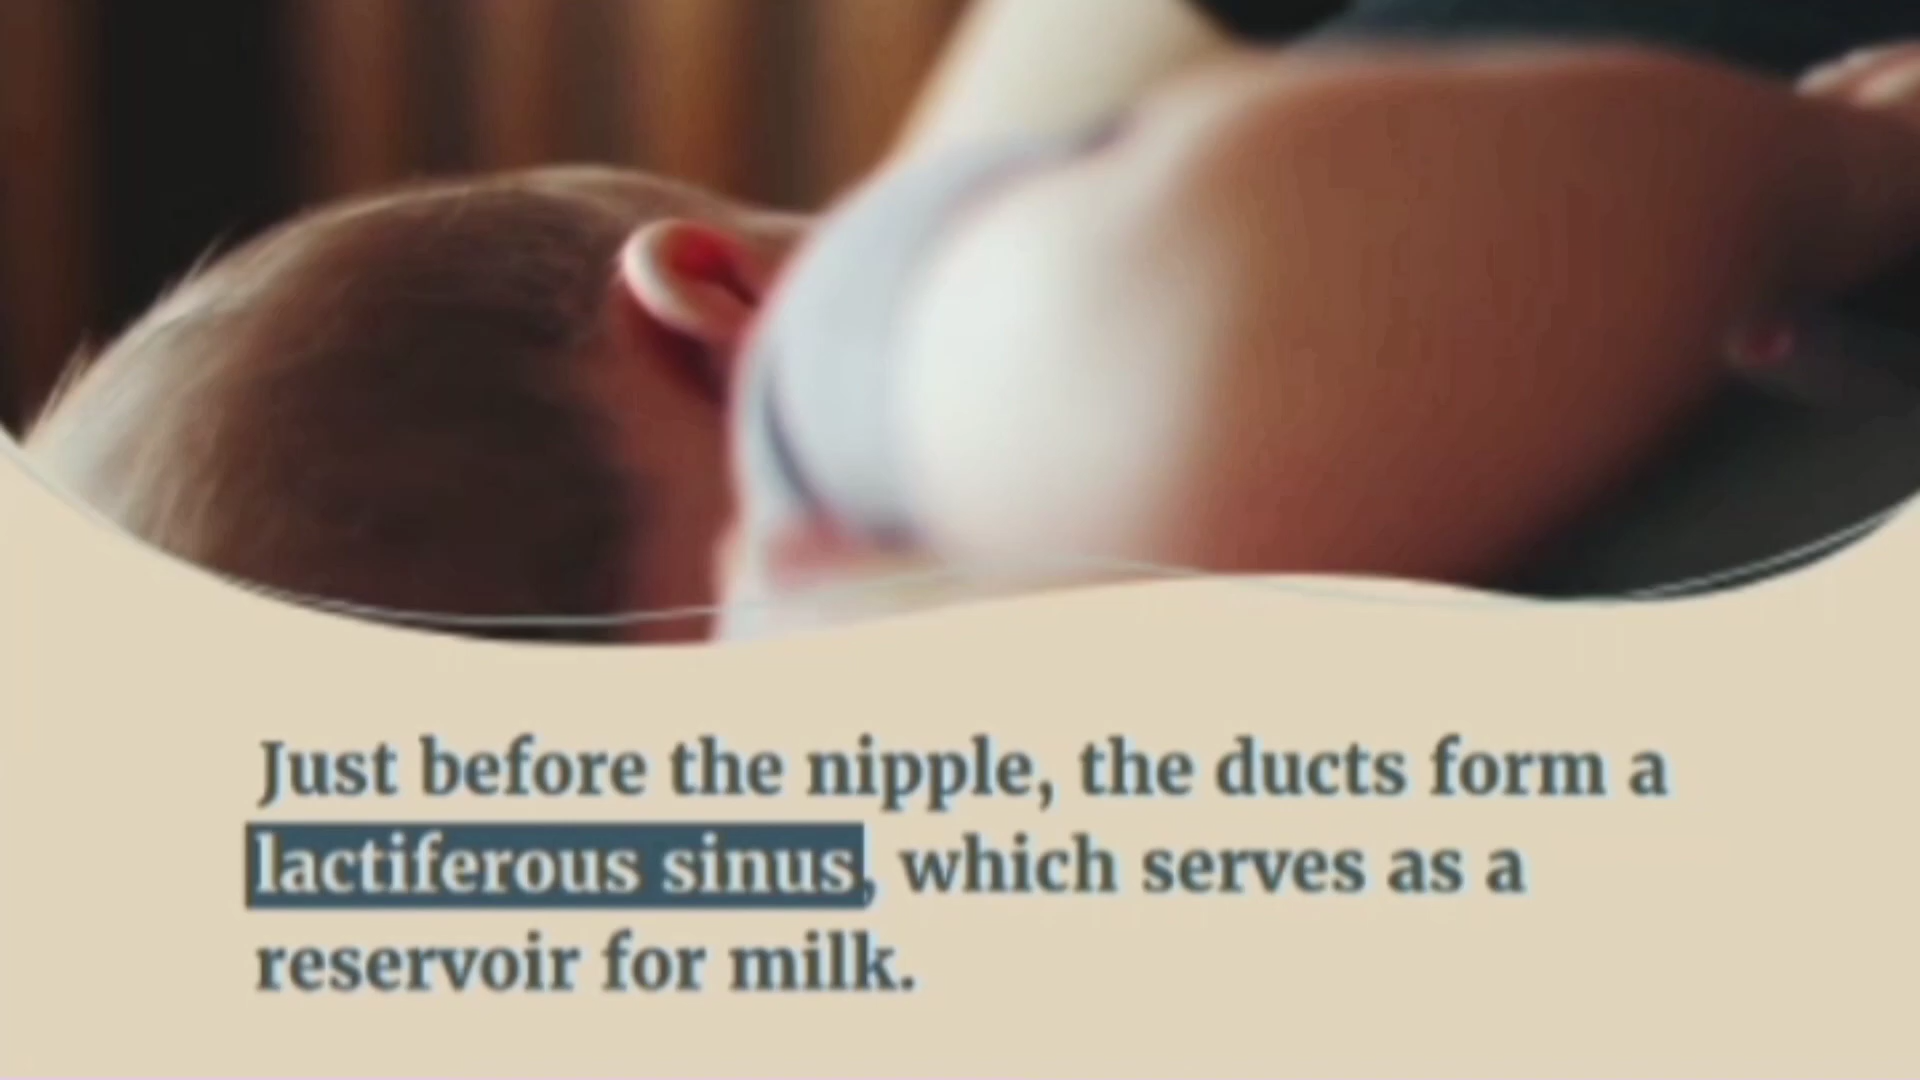 Just before the nipple, the ducts form a
lactiferous sinus, which serves as a
reservoir for milk.